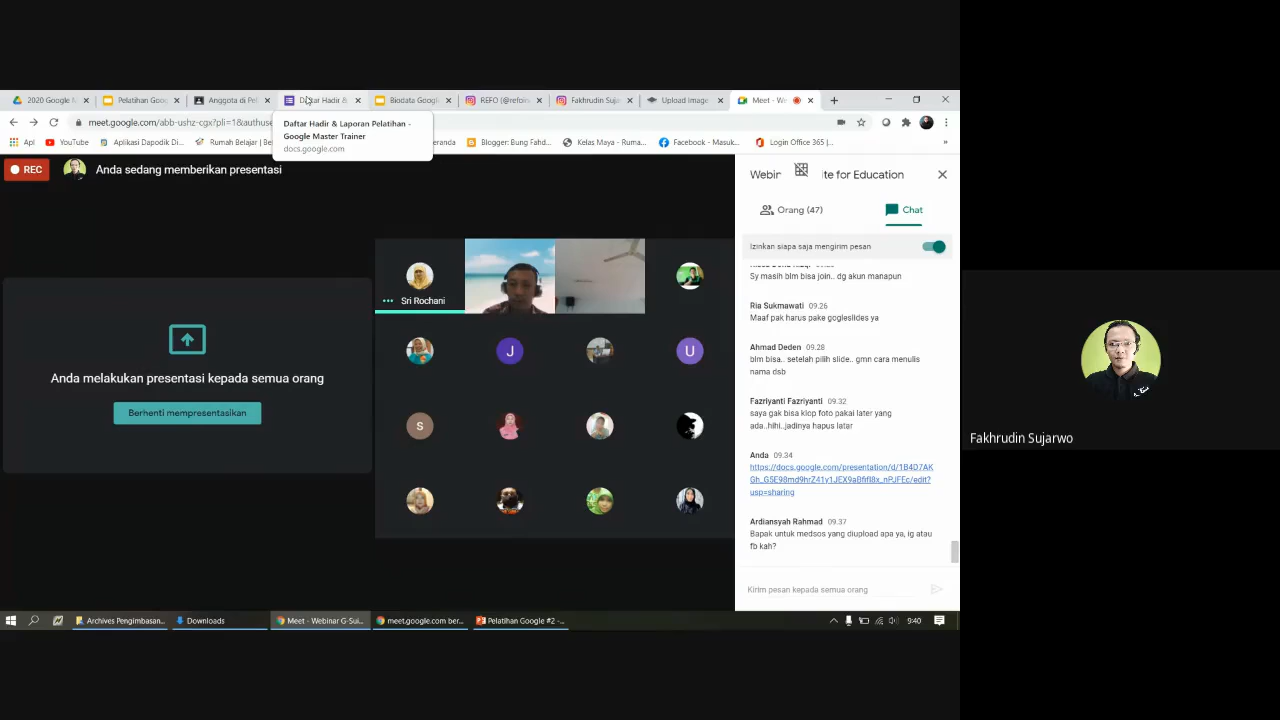 2020 Google M
Pelatihan Goo
Anggota di Pel
Daftar Hadir &
Biodata Googl
REFO (@refoin
Fakhrudin Suja
Upload Image
Meet - We
meet.google.com/abb-ushz-cgx?pli=1&authuse
Daftar Hadir & Laporan Pelatihan -
Google Master Trainer
docs.google.com
Apl
YouTube
Aplikasi Dapodik Di...
Rumah Belajar | Be
Beranda
Blogger: Bung Fahd...
Kelas Maya - Ruma...
Facebook - Masuk...
Login Office 365 |...
»
REC
Anda sedang memberikan presentasi
Webin
ite for Education
Orang (47)
Chat
Izinkan siapa saja mengirim pesan
Sy masih blm bisa join.. dg akun manapun
Ria Sukmawati 09.26
Maaf pak harus pake gogleslides ya
Ahmad Deden 09.28
blm bisa.. setelah pilih slide.. gmn cara menulis
nama dsb
Fazriyanti Fazriyanti 09.32
saya gak bisa klop foto pakai later yang
ada..hihi..jadinya hapus latar
Anda 09.34
https://docs.google.com/presentation/d/1B4D7AK
Gh_G5E98md9hrZ41y1JEX9aBfifl8x_nPJFEc/edit?
usp=sharing
Ardiansyah Rahmad 09.37
Bapak untuk medsos yang diupload apa ya, ig atau
fb kah?
Kirim pesan kepada semua orang
Sri Rochani
J
U
S
Anda melakukan presentasi kepada semua orang
Berhenti mempresentasikan
Fakhrudin Sujarwo
Archives Pengimbasan...
Downloads
Meet - Webinar G-Sui...
meet.google.com ber...
Pelatihan Google #2 -...
9:40